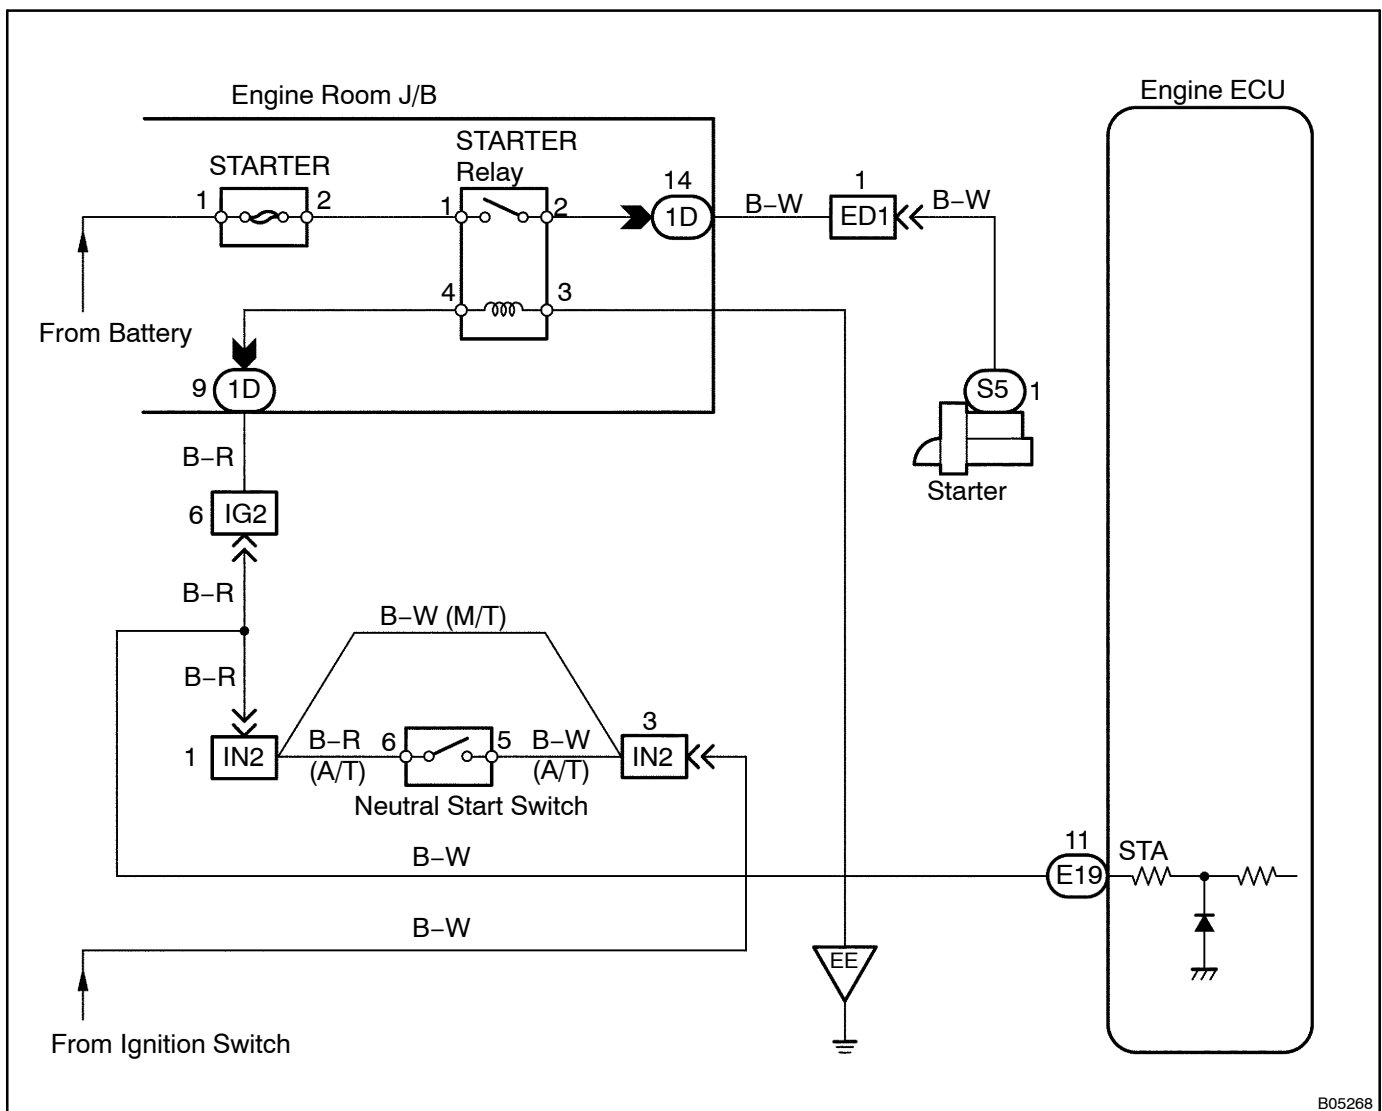 Engine Room J/B
Engine ECU
STARTER
STARTER
Relay
1
2
1
2
14
1D
B–W
1
ED1
B–W
4
3
From Battery
9
1D
S5
1
Starter
B–R
6
IG2
B–R
B–W (M/T)
B–R
1
IN2
B–R
(A/T)
6
5
B–W
(A/T)
3
IN2
Neutral Start Switch
B–W
11
E19
STA
B–W
EE
From Ignition Switch
B05268